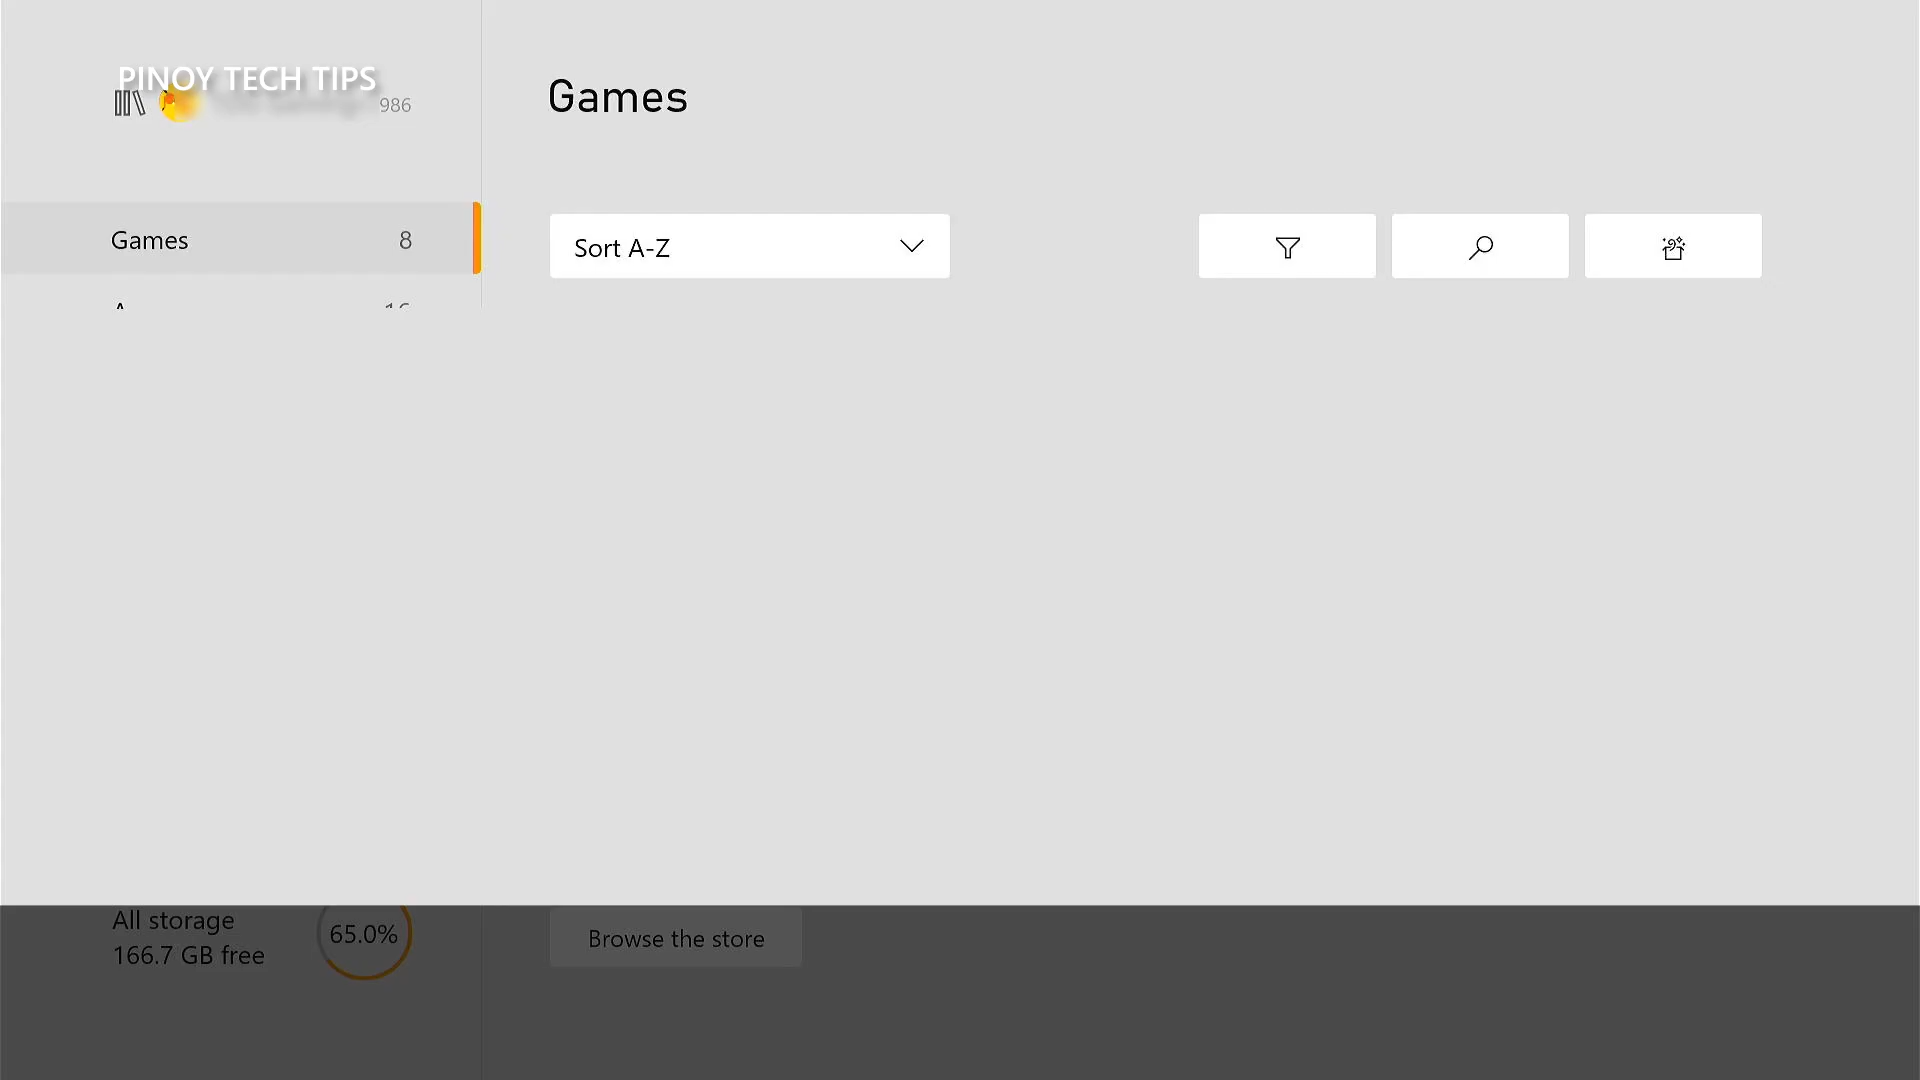 PINOY TECH TIPS
986
Games
Games 8
Sort A-Z
All storage
166.7 GB free
65.0%
Browse the store